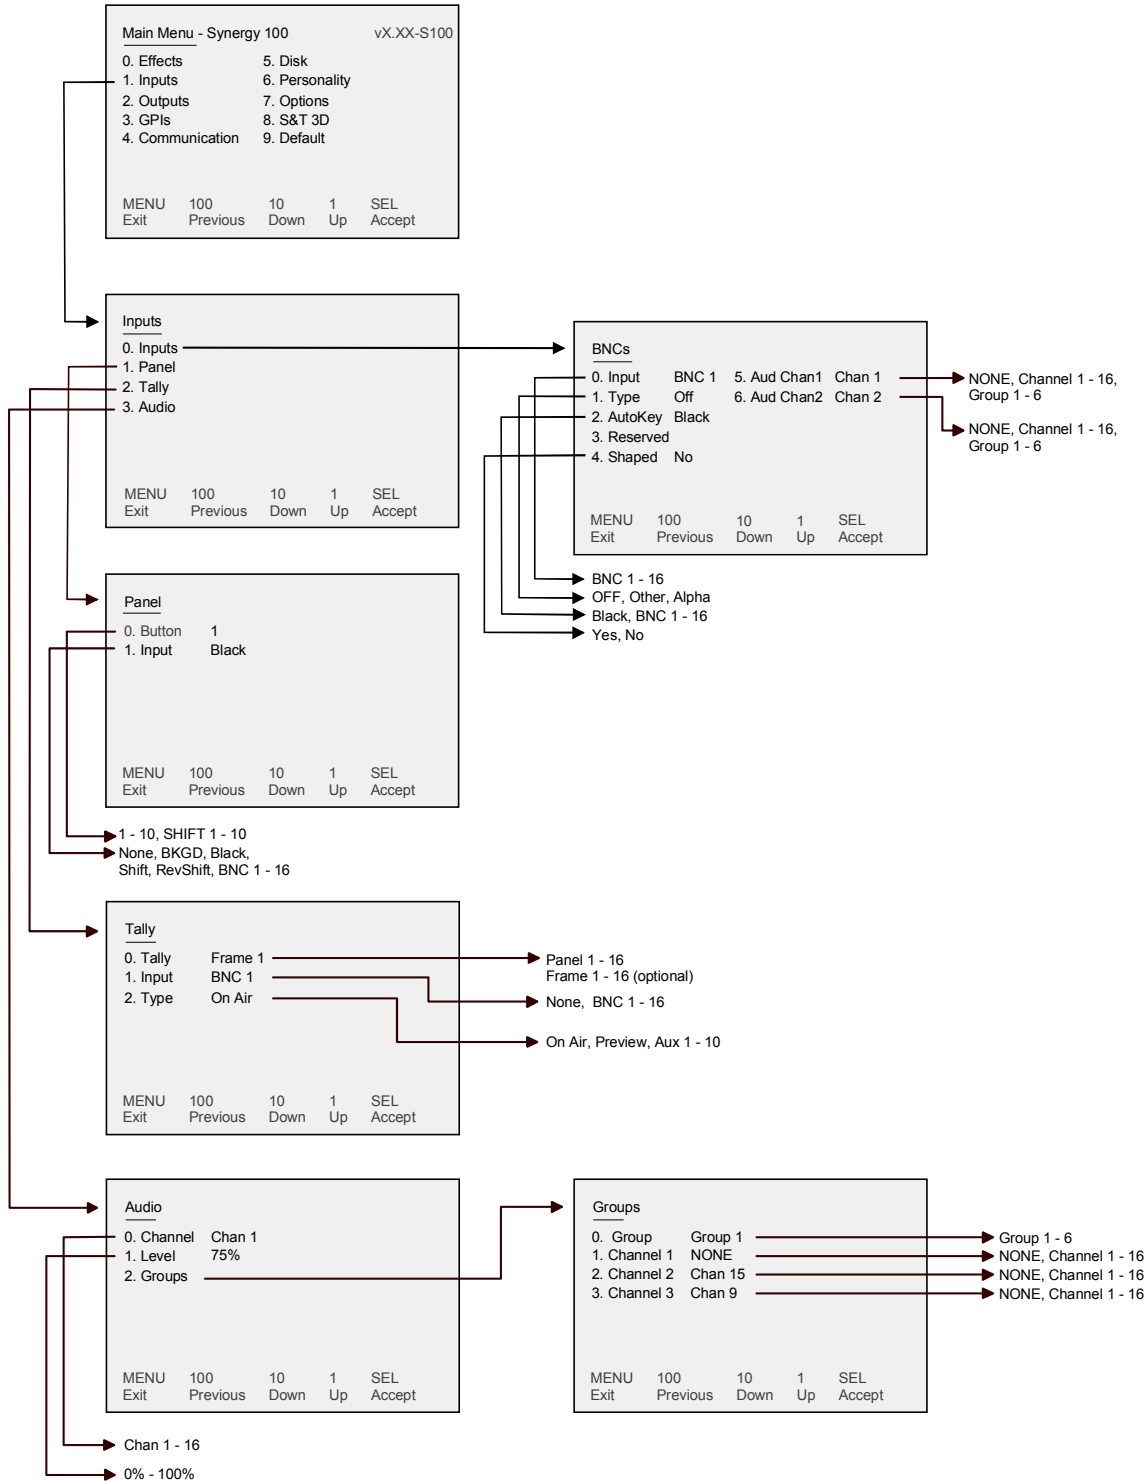 Main Menu - Synergy 100 vX.XX-S100
0. Effects 5. Disk
1. Inputs 6. Personality
2. Outputs 7. Options
3. GPIs 8. S&T 3D
4. Communication 9. Default
MENU 100 10 1 SEL
Exit Previous Down Up Accept
Inputs
0. Inputs
1. Panel
2. Tally
3. Audio
MENU 100 10 1 SEL
Exit Previous Down Up Accept
BNCs
0. Input BNC 1 5. Aud Chan1 Chan 1
1. Type Off 6. Aud Chan2 Chan 2
2. AutoKey Black
3. Reserved
4. Shaped No
MENU 100 10 1 SEL
Exit Previous Down Up Accept
NONE, Channel 1 - 16,
Group 1 - 6
NONE, Channel 1 - 16,
Group 1 - 6
BNC 1 - 16
OFF, Other, Alpha
Black, BNC 1 - 16
Yes, No
Panel
0. Button 1
1. Input Black
MENU 100 10 1 SEL
Exit Previous Down Up Accept
1 - 10, SHIFT 1 - 10
None, BKGD, Black,
Shift, RevShift, BNC 1 - 16
Tally
0. Tally Frame 1
1. Input BNC 1
2. Type On Air
MENU 100 10 1 SEL
Exit Previous Down Up Accept
Panel 1 - 16
Frame 1 - 16 (optional)
None, BNC 1 - 16
On Air, Preview, Aux 1 - 10
Audio
0. Channel Chan 1
1. Level 75%
2. Groups
MENU 100 10 1 SEL
Exit Previous Down Up Accept
Chan 1 - 16
0% - 100%
Groups
0. Group Group 1
1. Channel 1 NONE
2. Channel 2 Chan 15
3. Channel 3 Chan 9
MENU 100 10 1 SEL
Exit Previous Down Up Accept
Group 1 - 6
NONE, Channel 1 - 16
NONE, Channel 1 - 16
NONE, Channel 1 - 16